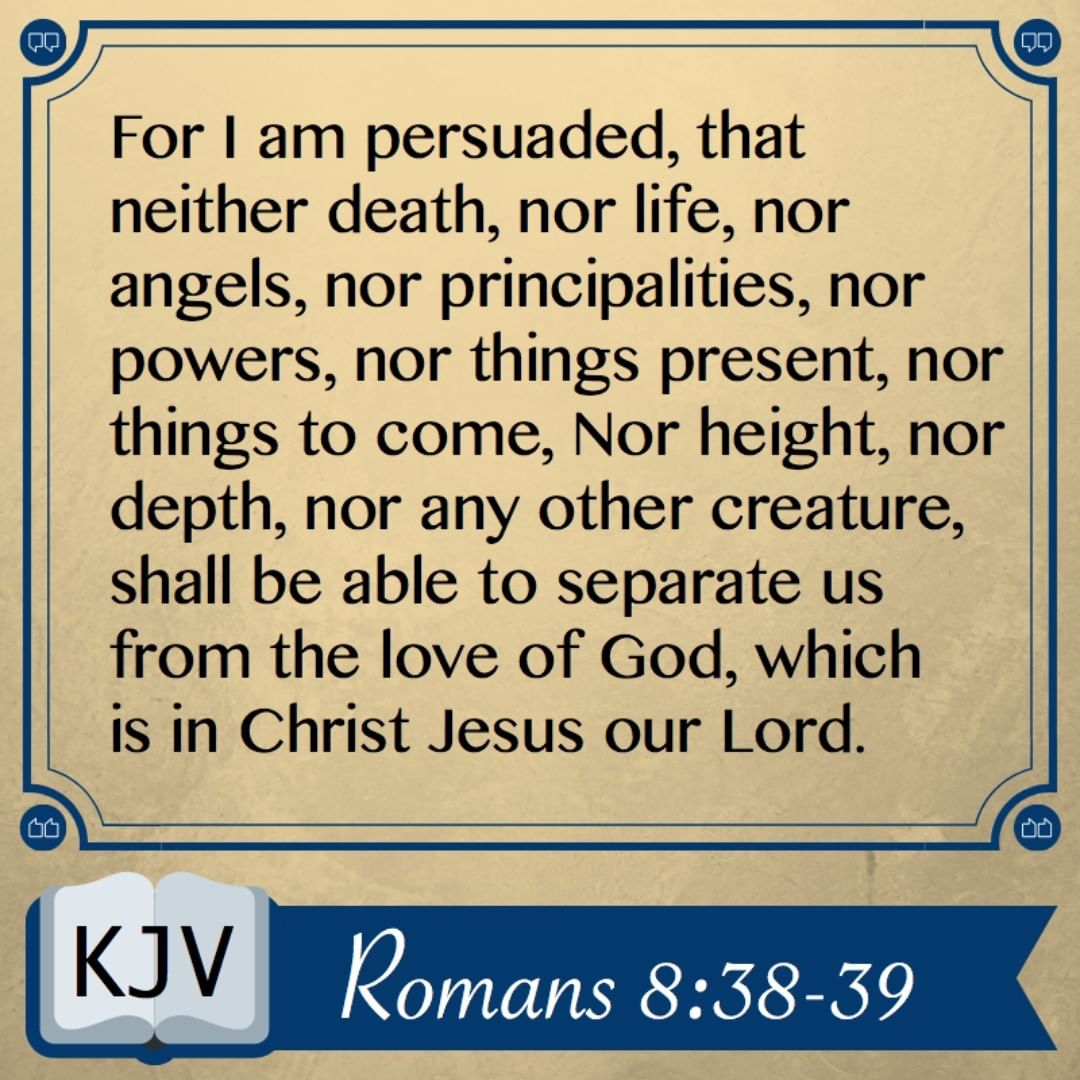 For I am persuaded, that
neither death, nor life, nor
angels, nor principalities, nor
powers, nor things present, nor
things to come, Nor height, nor
depth, nor any other creature,
shall be able to separate us
from the love of God, which
is in Christ Jesus our Lord.
KJV
Romans 8:38-39